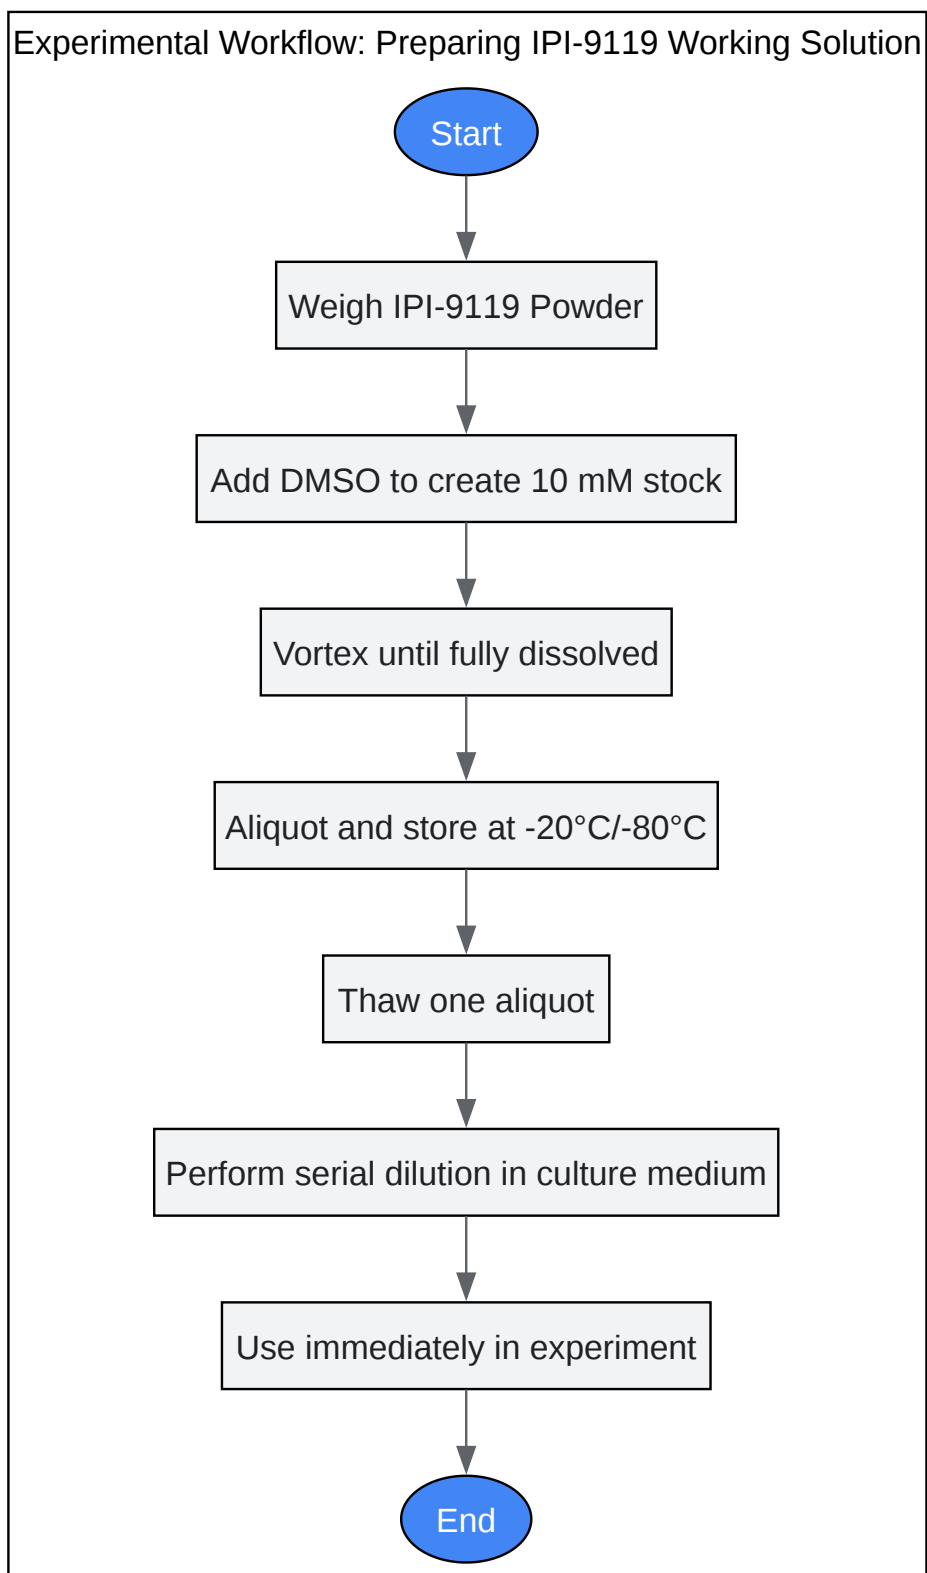 Experimental Workflow: Preparing IPI-9119 Working Solution
Start
Weigh IPI-9119 Powder
Add DMSO to create 10 mM stock
Vortex until fully dissolved
Aliquot and store at -20°C/-80°C
Thaw one aliquot
Perform serial dilution in culture medium
Use immediately in experiment
End